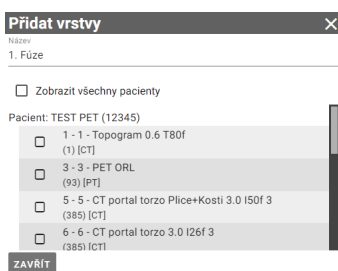 Přidat vrstvy
Název
1. Fúze
Zobrazit všechny pacienty
Pacient: TEST PET (12345)
1 - 1 - Topogram 0.6 T80f
(1) [CT]
3 - 3 - PET ORL
(93) [PT]
5 - 5 - CT portal torzo Plice+Kosti 3.0 I50f 3
(385) [CT]
6 - 6 - CT portal torzo 3.0 I26f 3
(385) [CT]
ZAVŘÍT